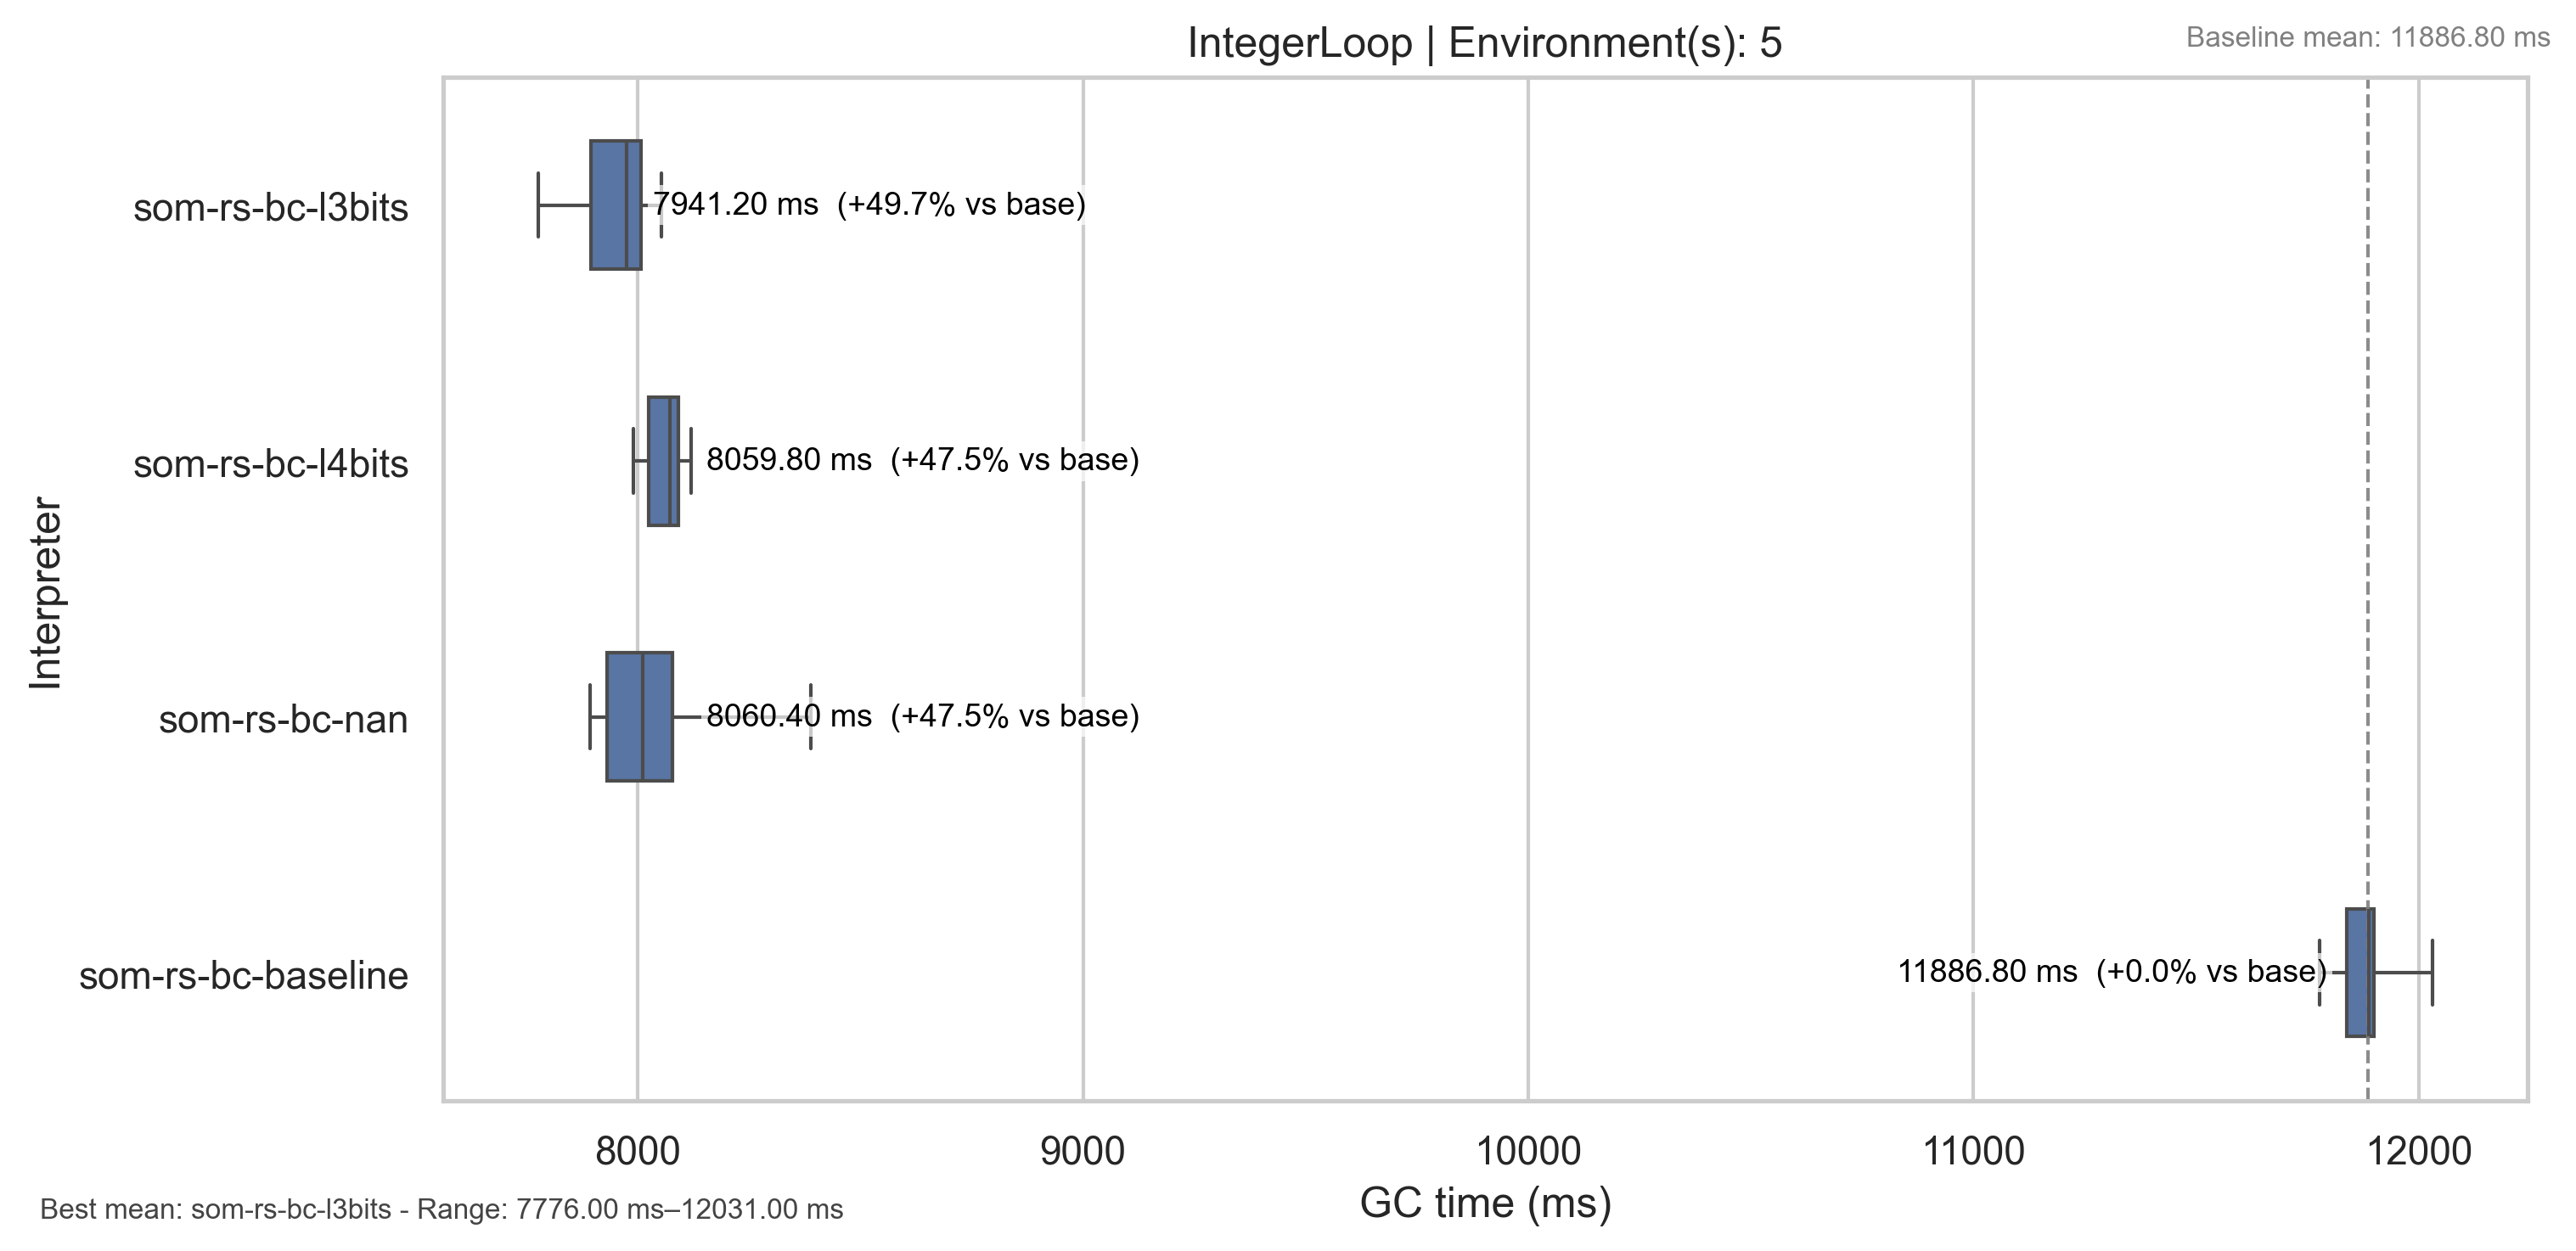 IntegerLoop | Environment(s): 5
Baseline mean: 11886.80 ms
Interpreter
som-rs-bc-l3bits
7941.20 ms  (+49.7% vs base)
som-rs-bc-l4bits
8059.80 ms  (+47.5% vs base)
som-rs-bc-nan
8060.40 ms  (+47.5% vs base)
som-rs-bc-baseline
11886.80 ms  (+0.0% vs base)
8000 9000 10000 11000 12000
GC time (ms)
Best mean: som-rs-bc-l3bits - Range: 7776.00 ms–12031.00 ms